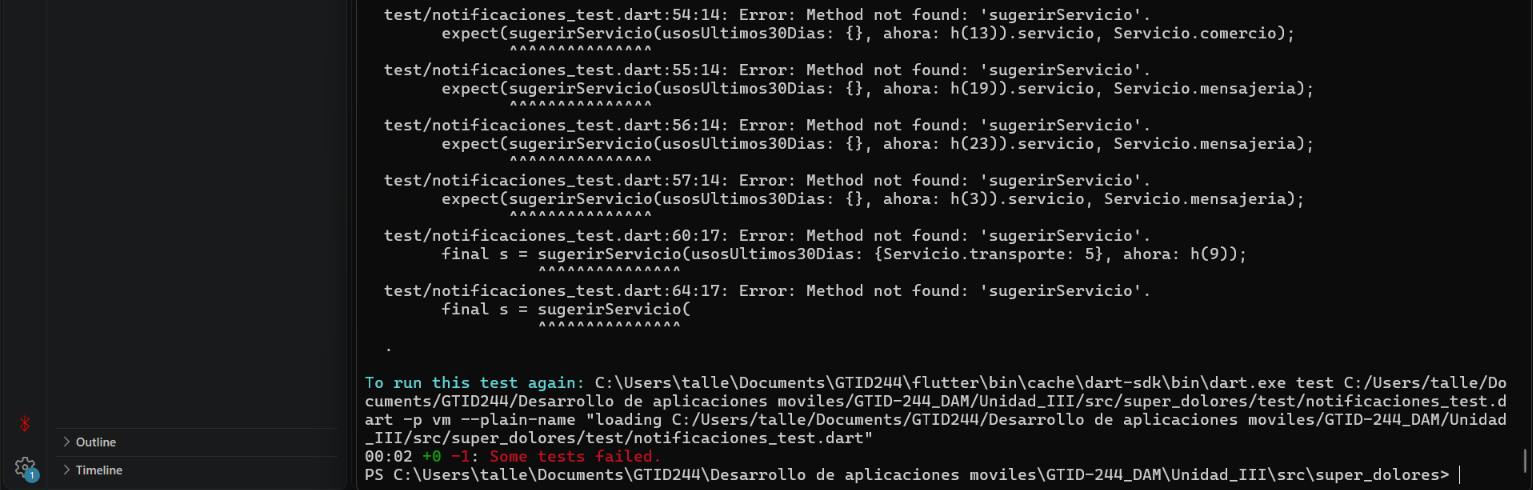 test/notificaciones_test.dart:54:14: Error: Method not found: 'sugerirServicio'.
expect(sugerirServicio(usosUltimos30Dias: {}, ahora: h(13)).servicio, Servicio.comercio);
^^^^^^^^^^^^^^^
test/notificaciones_test.dart:55:14: Error: Method not found: 'sugerirServicio'.
expect(sugerirServicio(usosUltimos30Dias: {}, ahora: h(19)).servicio, Servicio.mensajeria);
^^^^^^^^^^^^^^^
test/notificaciones_test.dart:56:14: Error: Method not found: 'sugerirServicio'.
expect(sugerirServicio(usosUltimos30Dias: {}, ahora: h(23)).servicio, Servicio.mensajeria);
^^^^^^^^^^^^^^^
test/notificaciones_test.dart:57:14: Error: Method not found: 'sugerirServicio'.
expect(sugerirServicio(usosUltimos30Dias: {}, ahora: h(3)).servicio, Servicio.mensajeria);
^^^^^^^^^^^^^^^
test/notificaciones_test.dart:60:17: Error: Method not found: 'sugerirServicio'.
final s = sugerirServicio(usosUltimos30Dias: {Servicio.transporte: 5}, ahora: h(9));
^^^^^^^^^^^^^^^
test/notificaciones_test.dart:64:17: Error: Method not found: 'sugerirServicio'.
final s = sugerirServicio(
^^^^^^^^^^^^^^^
.
To run this test again: C:\Users\talle\Documents\GTID244\flutter\bin\cache\dart-sdk\bin\dart.exe test C:/Users/talle/Do
cuments/GTID244/Desarrollo de aplicaciones moviles/GTID-244_DAM/Unidad_III/src/super_dolores/test/notificaciones_test.d
art -p vm --plain-name "loading C:/Users/talle/Documents/GTID244/Desarrollo de aplicaciones moviles/GTID-244_DAM/Unidad
_III/src/super_dolores/test/notificaciones_test.dart"
00:02 +0 -1: Some tests failed.
PS C:\Users\talle\Documents\GTID244\Desarrollo de aplicaciones moviles\GTID-244_DAM\Unidad_III\src\super_dolores>
Outline
Timeline
1